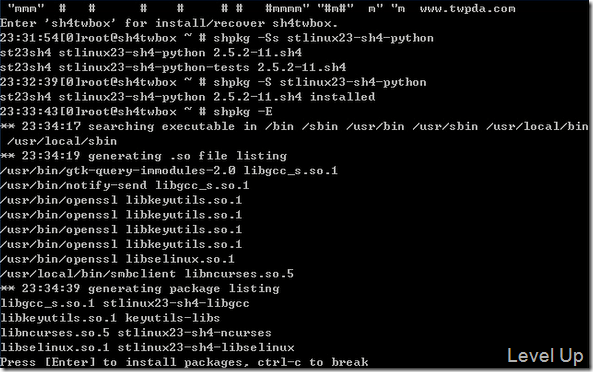 "mmm"  #   #   #     #    #    # #   #mmmm" "#m#"   m" "m  www.twpda.com
Enter 'sh4twbox' for install/recover sh4twbox.
23:31:54[0]root@sh4twbox ~ # shpkg -Ss stlinux23-sh4-python
st23sh4 stlinux23-sh4-python 2.5.2-11.sh4
st23sh4 stlinux23-sh4-python-tests 2.5.2-11.sh4
23:32:39[0]root@sh4twbox ~ # shpkg -S stlinux23-sh4-python
st23sh4 stlinux23-sh4-python 2.5.2-11.sh4 installed
23:33:43[0]root@sh4twbox ~ # shpkg -E
** 23:34:17 searching executable in /bin /sbin /usr/bin /usr/sbin /usr/local/bin
/usr/local/sbin
** 23:34:19 generating .so file listing
/usr/bin/gtk-query-immodules-2.0 libgcc_s.so.1
/usr/bin/notify-send libgcc_s.so.1
/usr/bin/openssl libkeyutils.so.1
/usr/bin/openssl libkeyutils.so.1
/usr/bin/openssl libkeyutils.so.1
/usr/bin/openssl libselinux.so.1
/usr/local/bin/smbclient libncurses.so.5
** 23:34:39 generating package listing
libgcc_s.so.1 stlinux23-sh4-libgcc
libkeyutils.so.1 keyutils-libs
libncurses.so.5 stlinux23-sh4-ncurses
libselinux.so.1 stlinux23-sh4-libselinux
Press [Enter] to install packages, ctrl-c to break
Level Up